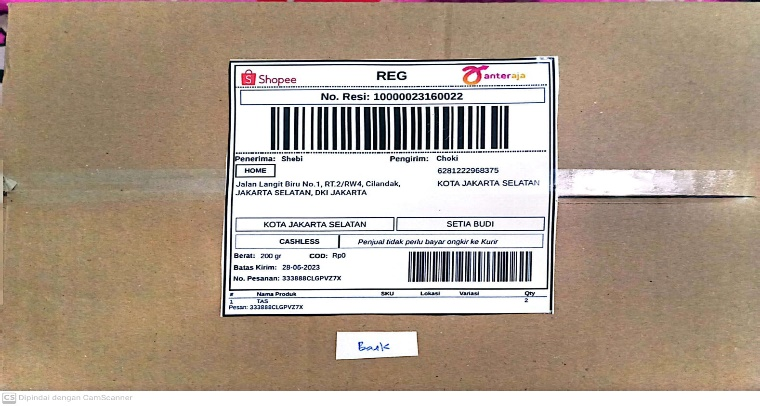 Shopee REG anteraja
No. Resi: 10000023160022
Penerima: Shebi Pengirim: Choki
HOME 6281222968375
Jalan Langit Biru No.1, RT.2/RW4, Cilandak, KOTA JAKARTA SELATAN
JAKARTA SELATAN, DKI JAKARTA
KOTA JAKARTA SELATAN SETIA BUDI
CASHLESS Penjual tidak perlu bayar ongkir ke Kurir
Berat: 200 gr COD: Rp0
Batas Kirim: 28-06-2023
No. Pesanan: 333888CLGPVZ7X
# Nama Produk SKU Lokasi Variasi Qty
1 TAS 2
Pesan: 333888CLGPVZ7X
Baik
CS Dipindai dengan CamScanner